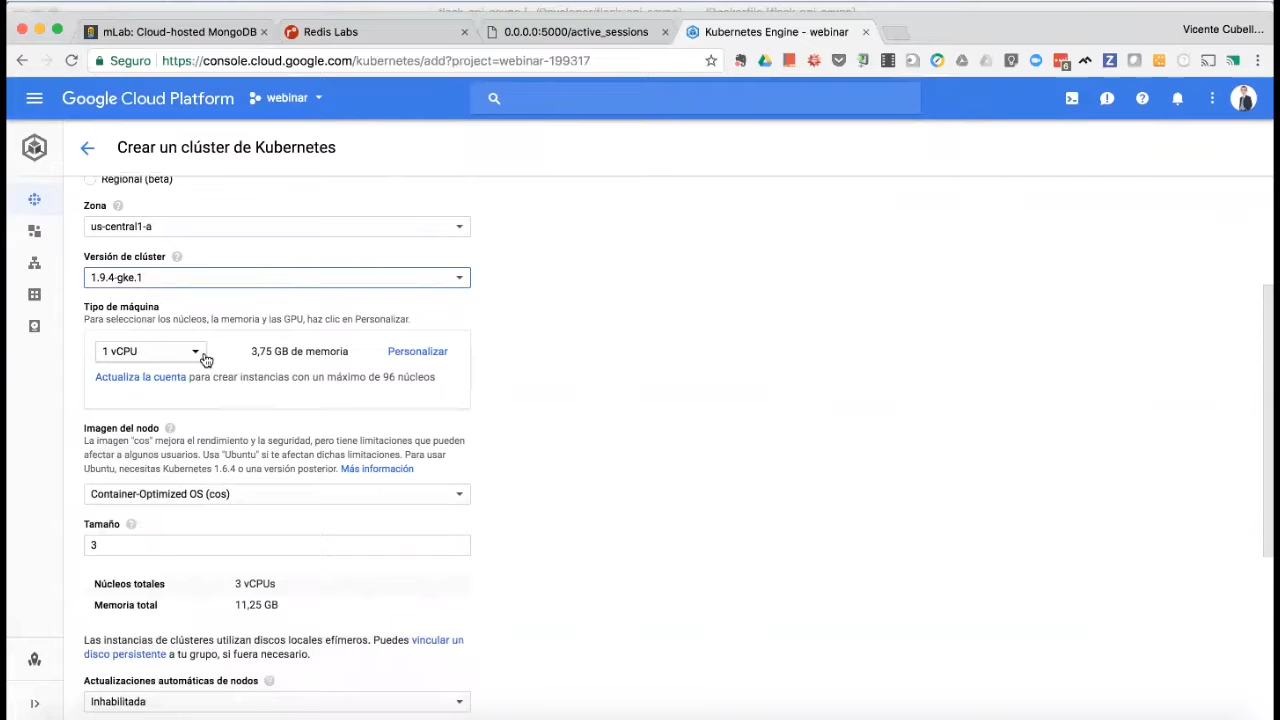 mLab: Cloud-hosted MongoDB
Redis Labs
0.0.0.0:5000/active_sessions
Kubernetes Engine - webinar
Vicente Cubell...
Seguro
https://console.cloud.google.com/kubernetes/add?project=webinar-199317
6
Google Cloud Platform
webinar
Crear un clúster de Kubernetes
Regional (beta)
Zona
us-central1-a
Versión de clúster
1.9.4-gke.1
Tipo de máquina
Para seleccionar los núcleos, la memoria y las GPU, haz clic en Personalizar.
1 vCPU
3,75 GB de memoria
Personalizar
Actualiza la cuenta para crear instancias con un máximo de 96 núcleos
Imagen del nodo
La imagen "cos" mejora el rendimiento y la seguridad, pero tiene limitaciones que pueden
afectar a algunos usuarios. Usa "Ubuntu" si te afectan dichas limitaciones. Para usar
Ubuntu, necesitas Kubernetes 1.6.4 o una versión posterior. Más información
Container-Optimized OS (cos)
Tamaño
3
Núcleos totales 3 vCPUs
Memoria total 11,25 GB
Las instancias de clústeres utilizan discos locales efímeros. Puedes vincular un
disco persistente a tu grupo, si fuera necesario.
Actualizaciones automáticas de nodos
Inhabilitada